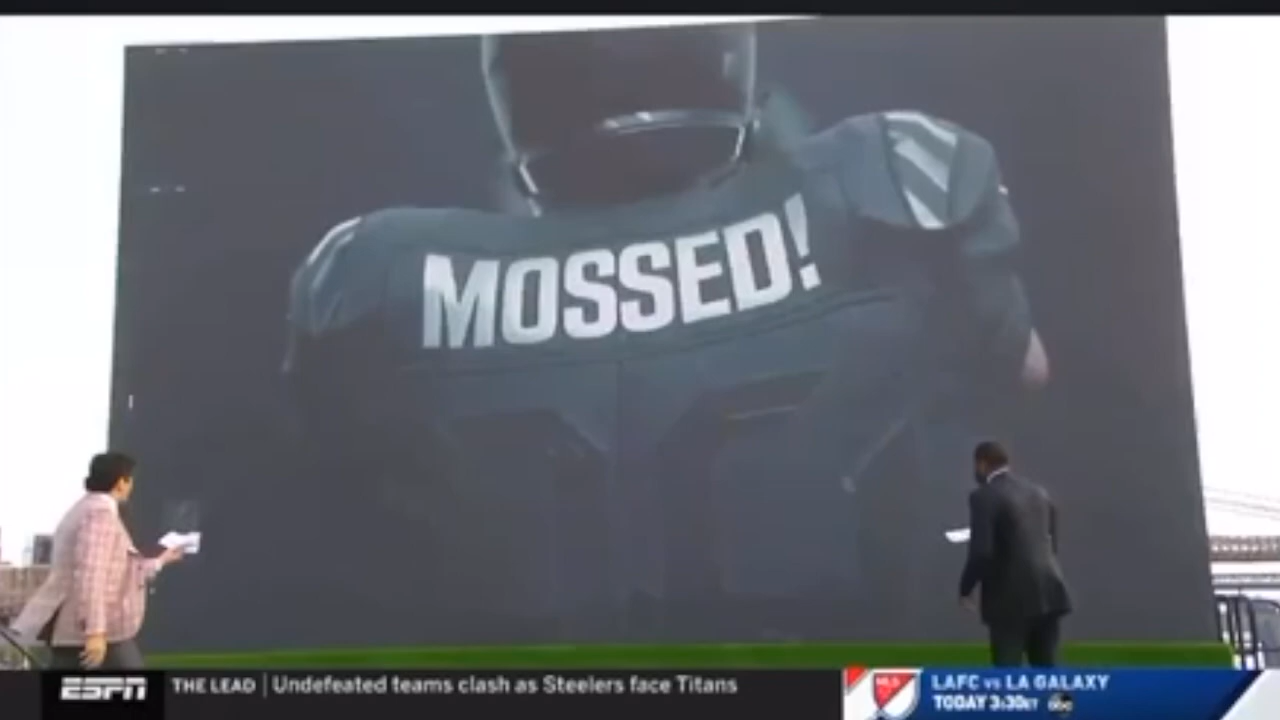 MOSSED!
ESPN THE LEAD | Undefeated teams clash as Steelers face Titans
MLS
LAFC vs LA GALAXY
TODAY 3:30ET abc